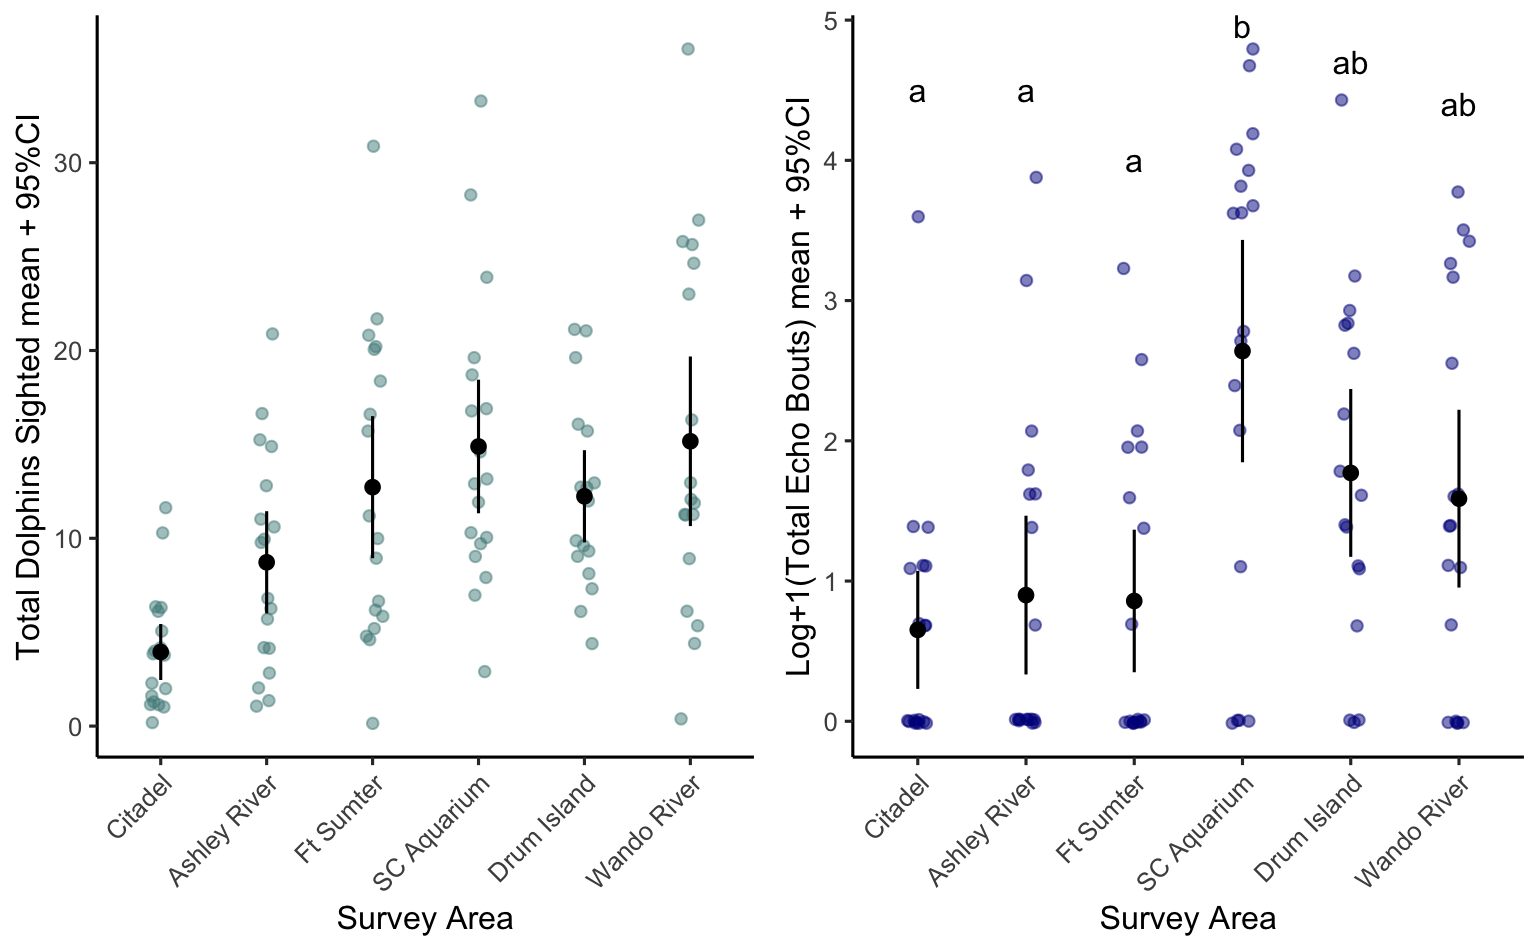 Total Dolphins Sighted mean + 95%CI
30
20
10
0
Citadel
Ashley River
Ft Sumter
SC Aquarium
Drum Island
Wando River
Survey Area
Log+1(Total Echo Bouts) mean + 95%CI
5
4
3
2
1
0
a
a
a
b
ab
ab
Citadel
Ashley River
Ft Sumter
SC Aquarium
Drum Island
Wando River
Survey Area